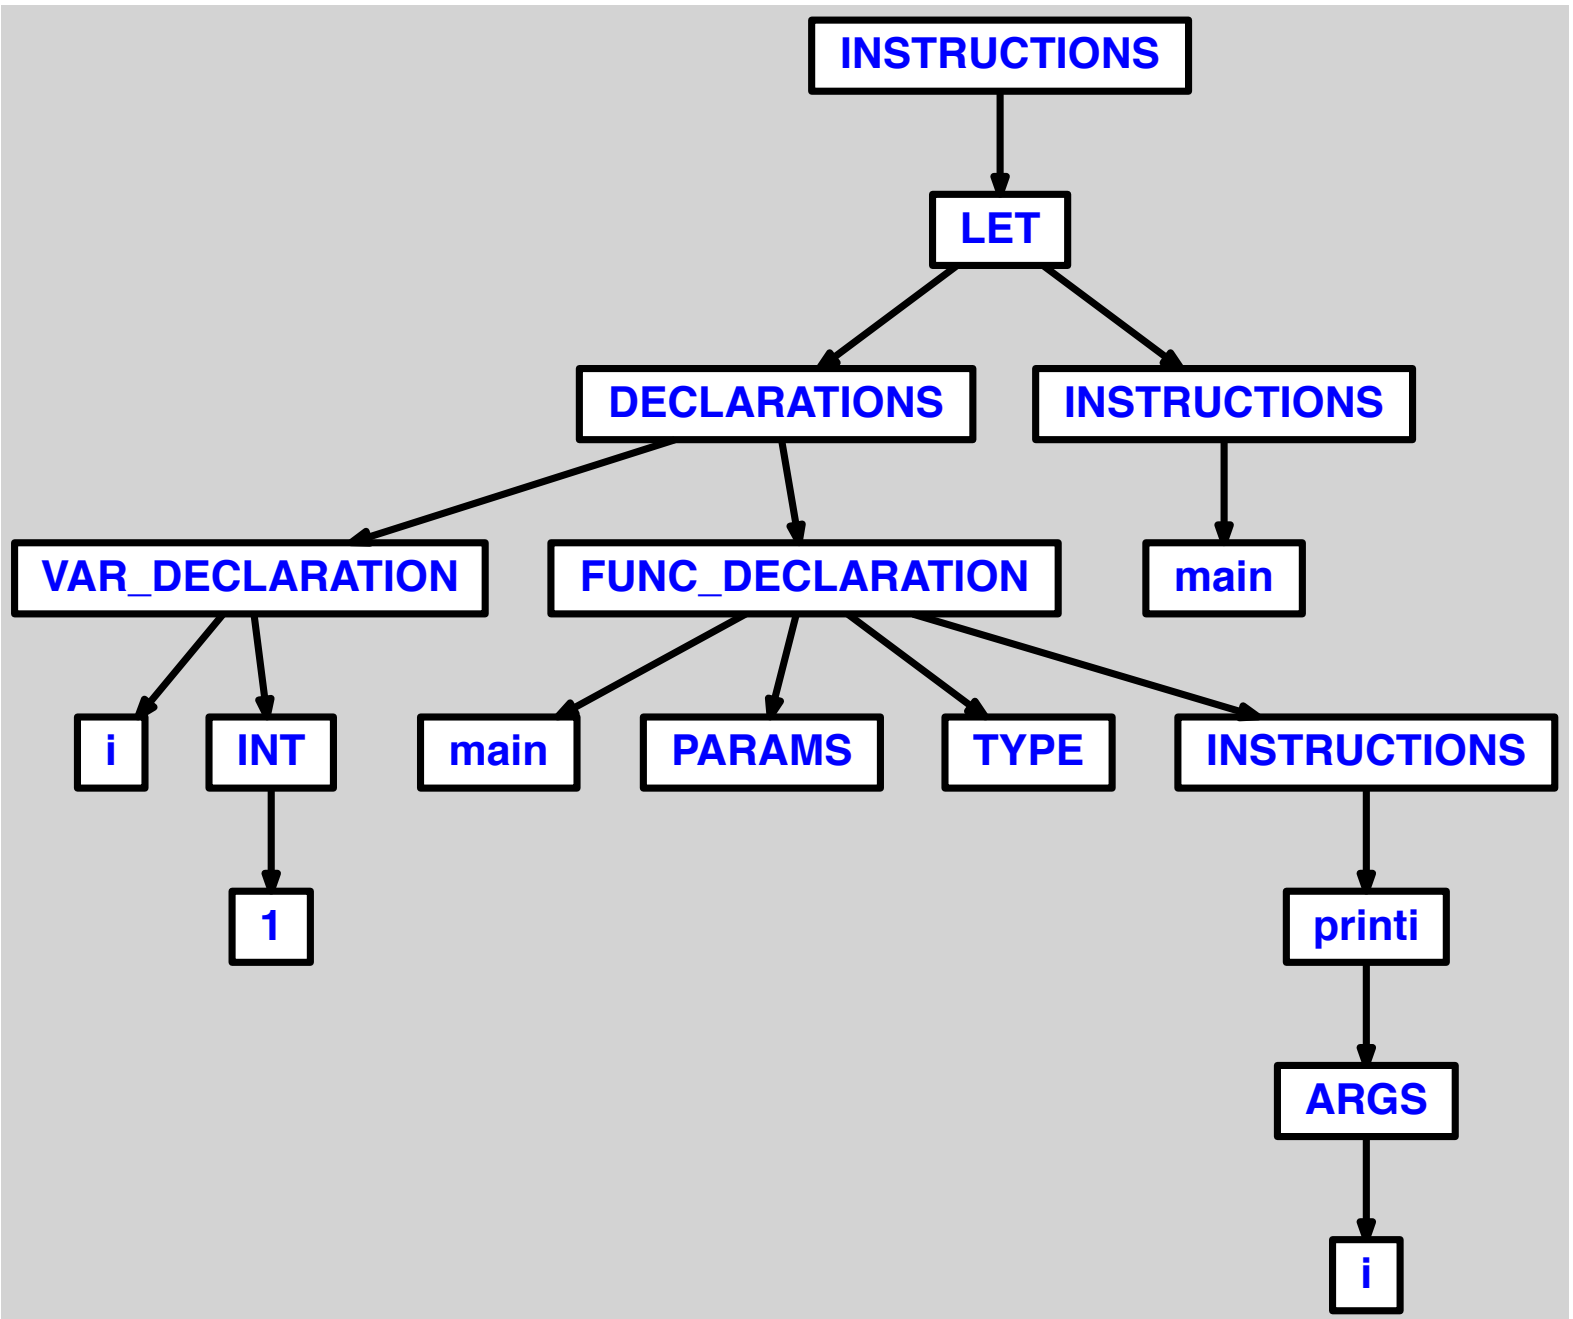 INSTRUCTIONS
LET
DECLARATIONS
INSTRUCTIONS
VAR_DECLARATION
FUNC_DECLARATION
main
i
INT
main
PARAMS
TYPE
INSTRUCTIONS
1
printi
ARGS
i